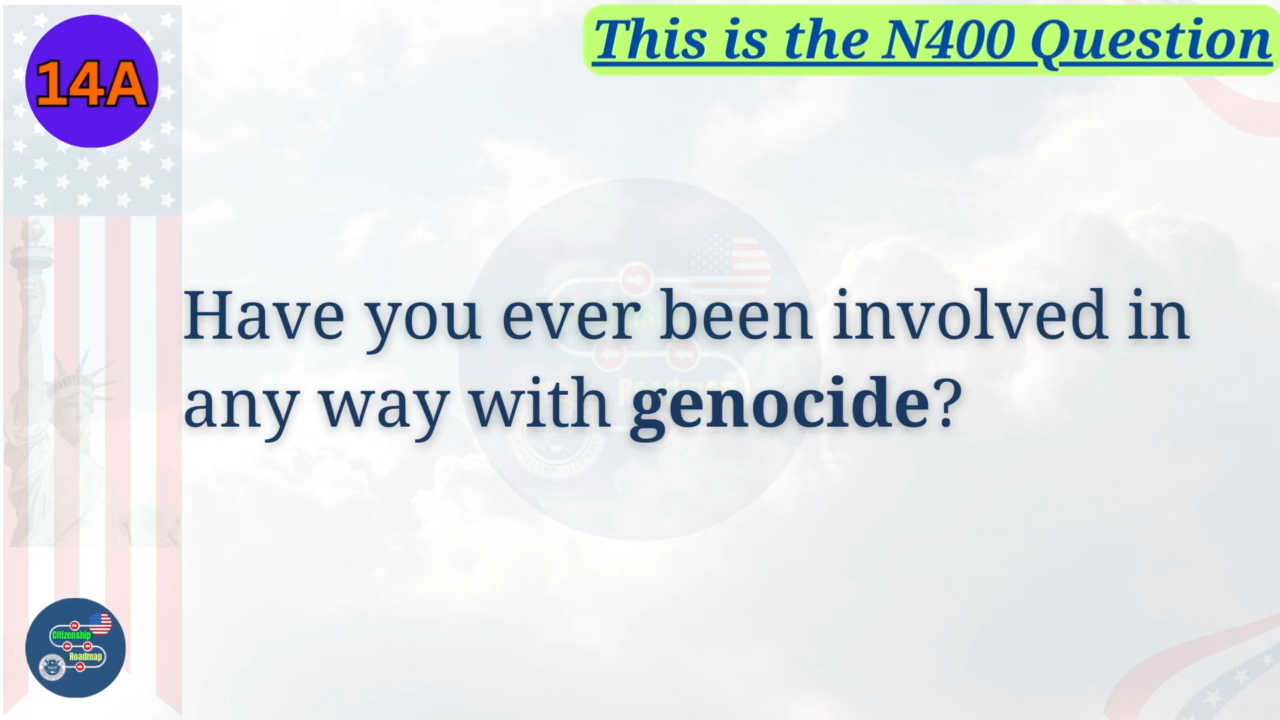 14A
This is the N400 Question
Have you ever been involved in
any way with genocide?
Citizenship
Roadmap